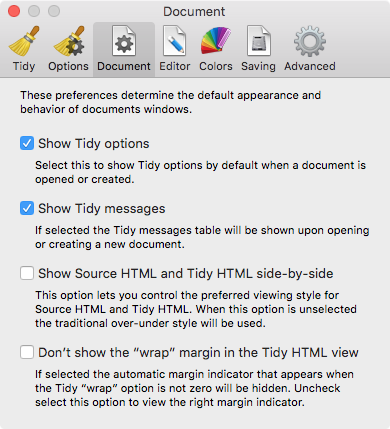 Document
Tidy Options Document Editor Colors Saving Advanced
These preferences determine the default appearance and
behavior of documents windows.
Show Tidy options
Select this to show Tidy options by default when a document is
opened or created.
Show Tidy messages
If selected the Tidy messages table will be shown upon opening
or creating a new document.
Show Source HTML and Tidy HTML side-by-side
This option lets you control the preferred viewing style for
Source HTML and Tidy HTML. When this option is unselected
the traditional over-under style will be used.
Don’t show the “wrap” margin in the Tidy HTML view
If selected the automatic margin indicator that appears when
the Tidy “wrap” option is not zero will be hidden. Uncheck
select this option to view the right margin indicator.